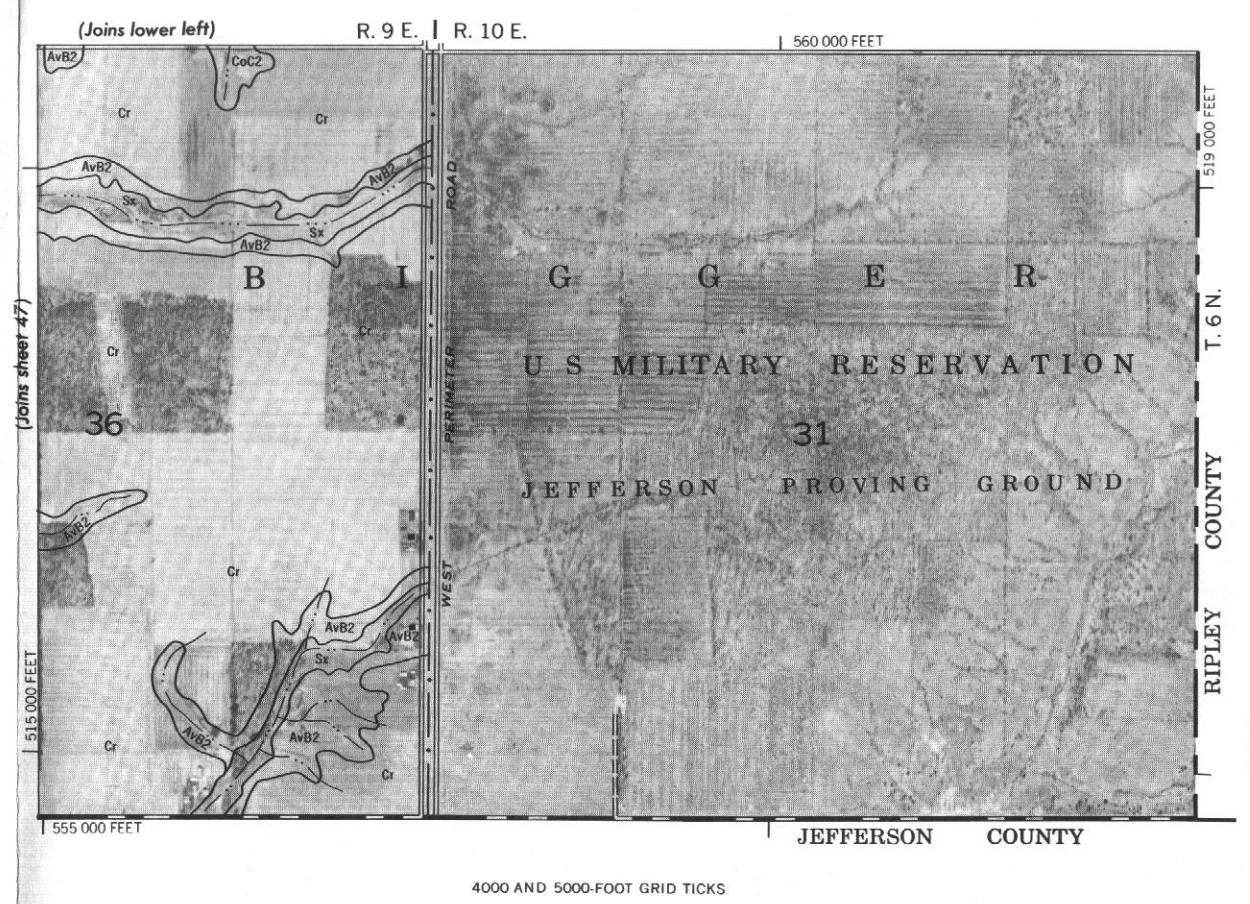 (Joins lower left)
R. 9 E. R. 10 E.
560 000 FEET
AvB2
CoC2
Cr
Cr
519 000 FEET
AvB2
AvB2
Sx
Sx
AvB2
ROAD
B I G G E R
(Joins sheet 47)
T. 6 N.
Cr
Cr
PERIMETER
U S MILITARY RESERVATION
36
31
JEFFERSON PROVING GROUND
AvB2
Cr
WEST
RIPLEY COUNTY
AvB2
AvB2
Sx
515 000 FEET
AvB2
AvB2
Cr
Cr
555 000 FEET
JEFFERSON COUNTY
4000 AND 5000-FOOT GRID TICKS